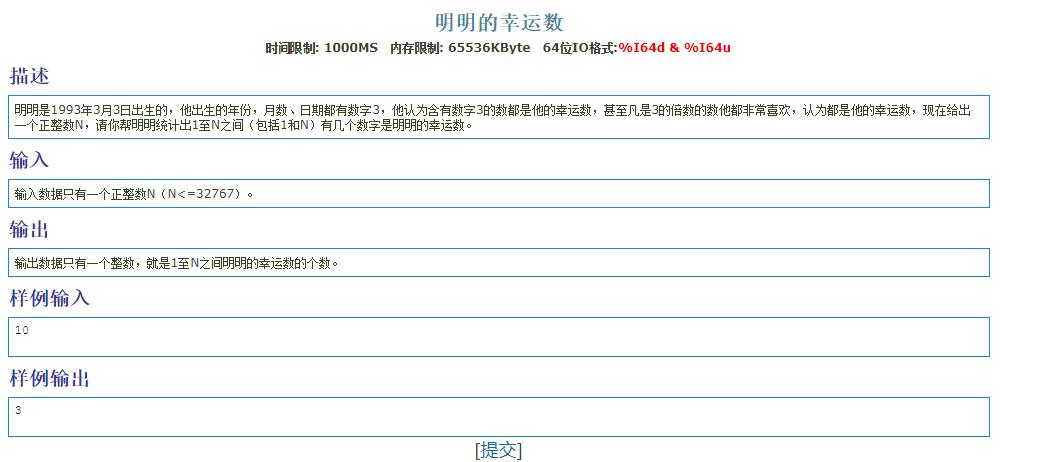 明明的幸运数
时间限制: 1000MS 内存限制: 65536KByte 64位IO格式:%I64d & %I64u
描述
明明是1993年3月3日出生的，他出生的年份，月数、日期都有数字3，他认为含有数字3的数都是他的幸运数，甚至凡是3的倍数的数他都非常喜欢，认为都是他的幸运数，现在给出
一个正整数N，请你帮明明统计出1至N之间（包括1和N）有几个数字是明明的幸运数。
输入
输入数据只有一个正整数N（N<=32767）。
输出
输出数据只有一个整数，就是1至N之间明明的幸运数的个数。
样例输入
10
样例输出
3
[提交]